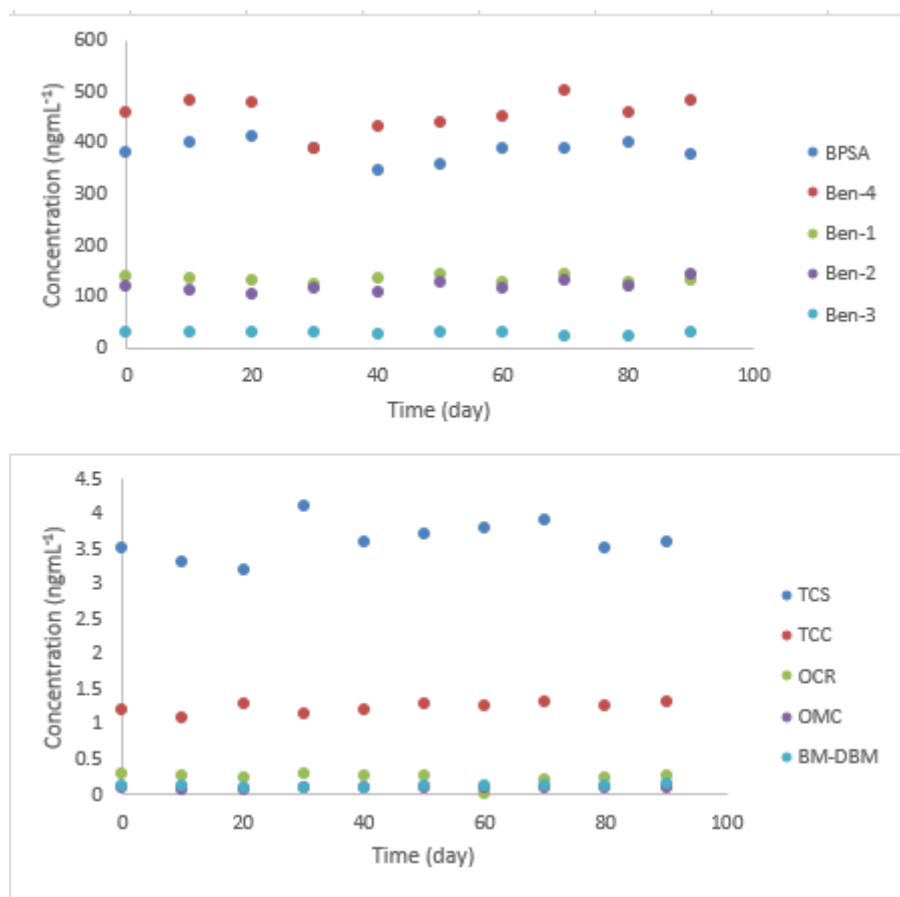 600
500
400
300
200
100
0
Concentration (ngmL⁻¹)
0 20 40 60 80 100
Time (day)
BPSA
Ben-4
Ben-1
Ben-2
Ben-3
4.5
4
3.5
3
2.5
2
1.5
1
0.5
0
Concentration (ngmL⁻¹)
0 20 40 60 80 100
Time (day)
TCS
TCC
OCR
OMC
BM-DBM